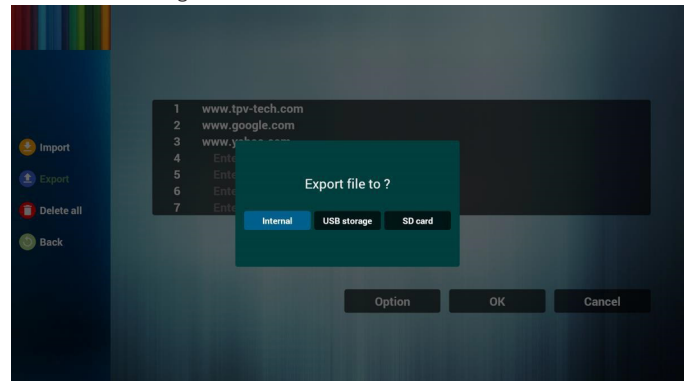 Import
Export
Delete all
Back
1 www.tpv-tech.com
2 www.google.com
3
4
5
6
7
Export file to ?
Internal USB storage SD card
Option OK Cancel